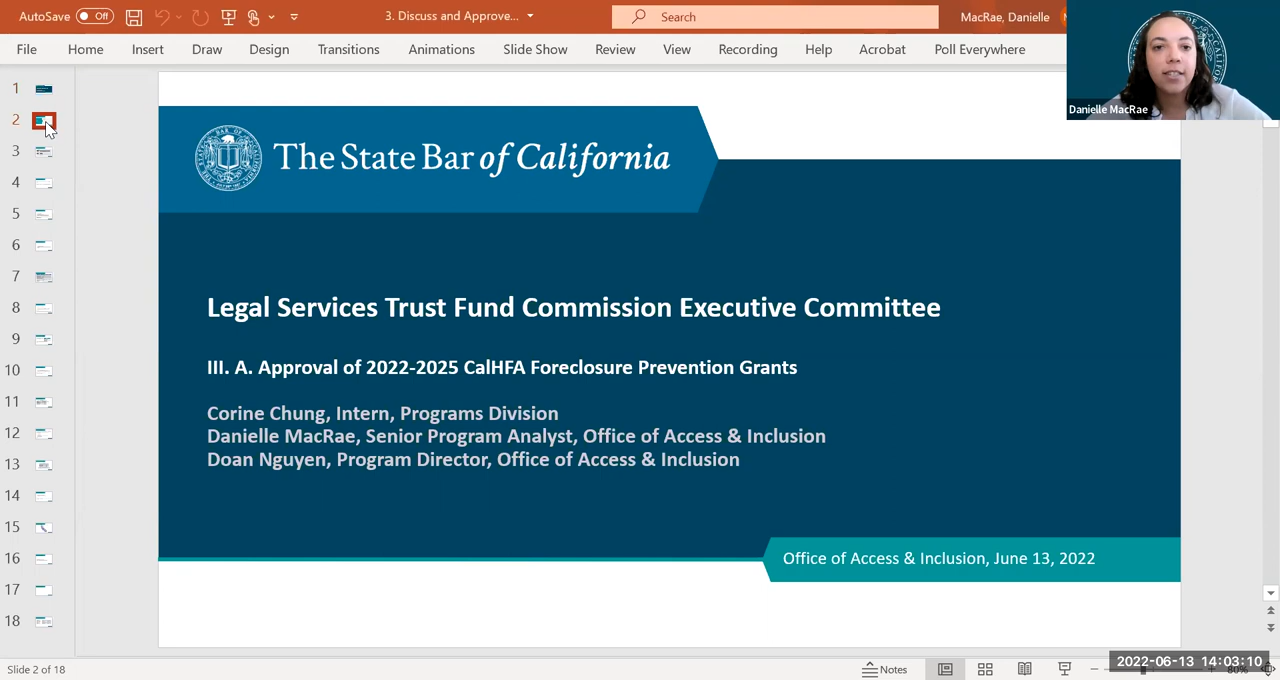 AutoSave
Off
3. Discuss and Approve...
Search
MacRae, Danielle
File
Home
Insert
Draw
Design
Transitions
Animations
Slide Show
Review
View
Recording
Help
Acrobat
Poll Everywhere
Danielle MacRae
1
2
3
4
5
6
7
8
9
10
11
12
13
14
15
16
17
18
The State Bar of California
Legal Services Trust Fund Commission Executive Committee
III. A. Approval of 2022-2025 CalHFA Foreclosure Prevention Grants
Corine Chung, Intern, Programs Division
Danielle MacRae, Senior Program Analyst, Office of Access & Inclusion
Doan Nguyen, Program Director, Office of Access & Inclusion
Office of Access & Inclusion, June 13, 2022
Slide 2 of 18
Notes
2022-06-13 14:03:10
80%